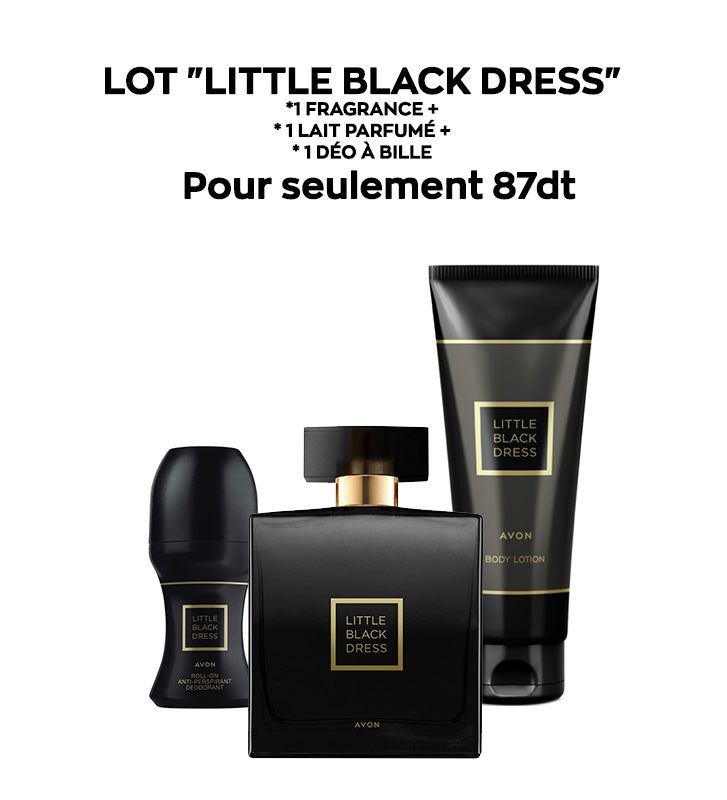 LOT "LITTLE BLACK DRESS"
*1 FRAGRANCE +
* 1 LAIT PARFUMÉ +
* 1 DÉO À BILLE
Pour seulement 87dt
LITTLE
BLACK
DRESS
AVON
BODY LOTION
LITTLE
BLACK
DRESS
AVON
ROLL-ON
ANTI-PERSPIRANT
DEODORANT
LITTLE
BLACK
DRESS
AVON